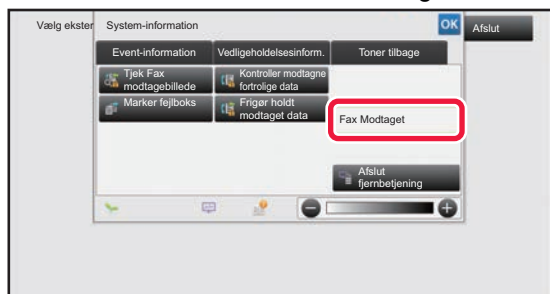 Vælg ekster
System-information
OK
Afslut
Event-information
Vedligeholdelsesinform.
Toner tilbage
Tjek Fax
modtagebillede
Kontroller modtagne
fortrolige data
Marker fejlboks
Frigør holdt
modtaget data
Fax Modtaget
Afslut
fjernbetjening